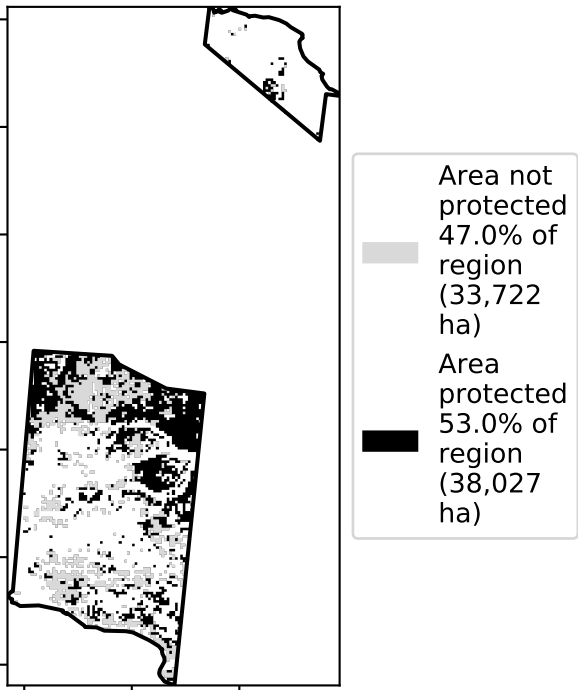 Area not
protected
47.0% of
region
(33,722
ha)
Area
protected
53.0% of
region
(38,027
ha)